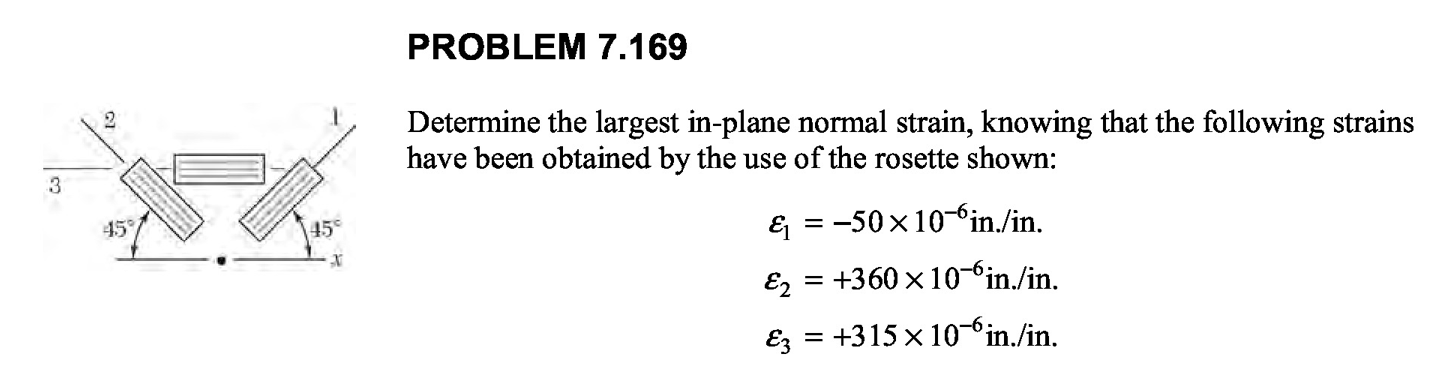 PROBLEM 7.169
2
1
3
45°
45°
x
Determine the largest in-plane normal strain, knowing that the following strains
have been obtained by the use of the rosette shown:
ε₁ = −50 × 10⁻⁶ in./in.
ε₂ = +360 × 10⁻⁶ in./in.
ε₃ = +315 × 10⁻⁶ in./in.